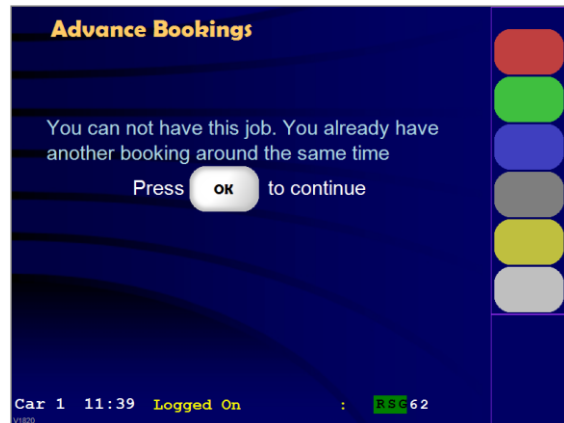 Advance Bookings
You can not have this job. You already have
another booking around the same time
Press OK to continue
Car 1 11:39 Logged On : RSG62
V1820